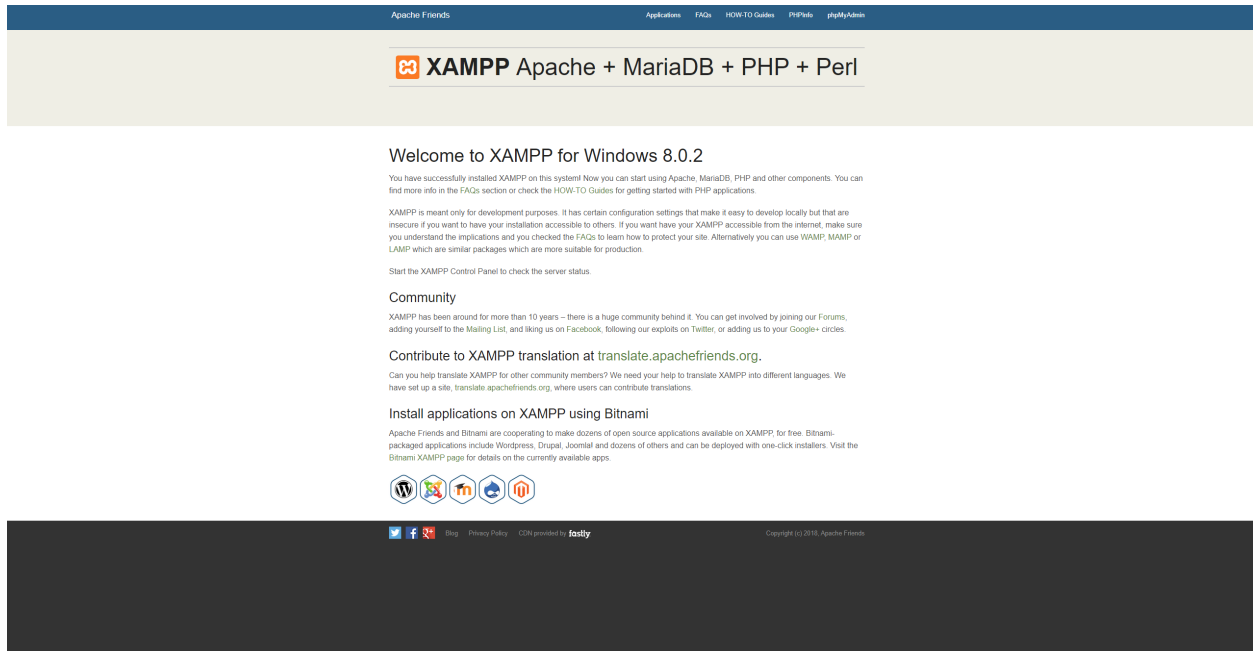 Apache Friends
Applications FAQs HOW-TO Guides PHPInfo phpMyAdmin
XAMPP Apache + MariaDB + PHP + Perl
Welcome to XAMPP for Windows 8.0.2
You have successfully installed XAMPP on this system! Now you can start using Apache, MariaDB, PHP and other components. You can
find more info in the FAQs section or check the HOW-TO Guides for getting started with PHP applications.
XAMPP is meant only for development purposes. It has certain configuration settings that make it easy to develop locally but that are
insecure if you want to have your installation accessible to others. If you want have your XAMPP accessible from the internet, make sure
you understand the implications and you checked the FAQs to learn how to protect your site. Alternatively you can use WAMP, MAMP or
LAMP which are similar packages which are more suitable for production.
Start the XAMPP Control Panel to check the server status.
Community
XAMPP has been around for more than 10 years – there is a huge community behind it. You can get involved by joining our Forums,
adding yourself to the Mailing List, and liking us on Facebook, following our exploits on Twitter, or adding us to your Google+ circles.
Contribute to XAMPP translation at translate.apachefriends.org.
Can you help translate XAMPP for other community members? We need your help to translate XAMPP into different languages. We
have set up a site, translate.apachefriends.org, where users can contribute translations.
Install applications on XAMPP using Bitnami
Apache Friends and Bitnami are cooperating to make dozens of open source applications available on XAMPP, for free. Bitnami-
packaged applications include Wordpress, Drupal, Joomla! and dozens of others and can be deployed with one-click installers. Visit the
Bitnami XAMPP page for details on the currently available apps.
Blog Privacy Policy CDN provided by fastly
Copyright (c) 2018, Apache Friends